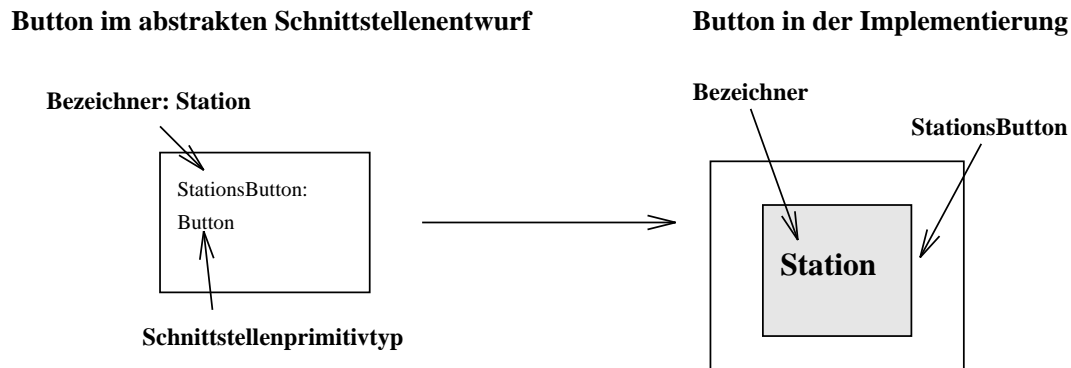 Button im abstrakten Schnittstellenentwurf
Bezeichner: Station
StationsButton:
Button
Schnittstellenprimitivtyp
Button in der Implementierung
Bezeichner
StationsButton
Station